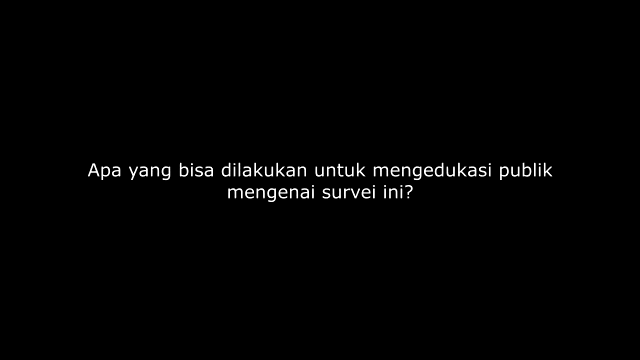 Apa yang bisa dilakukan untuk mengedukasi publik
mengenai survei ini?